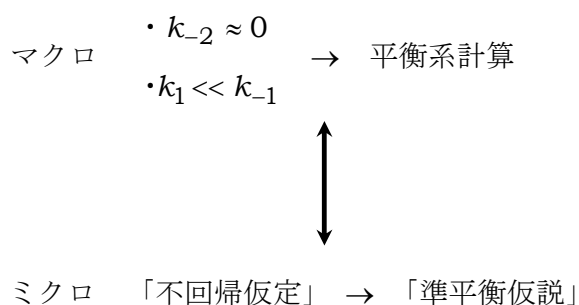 ・ k₋₂ ≈ 0
マクロ → 平衡系計算
・k₁ << k₋₁
ミクロ 「不回帰仮定」 → 「準平衡仮説」